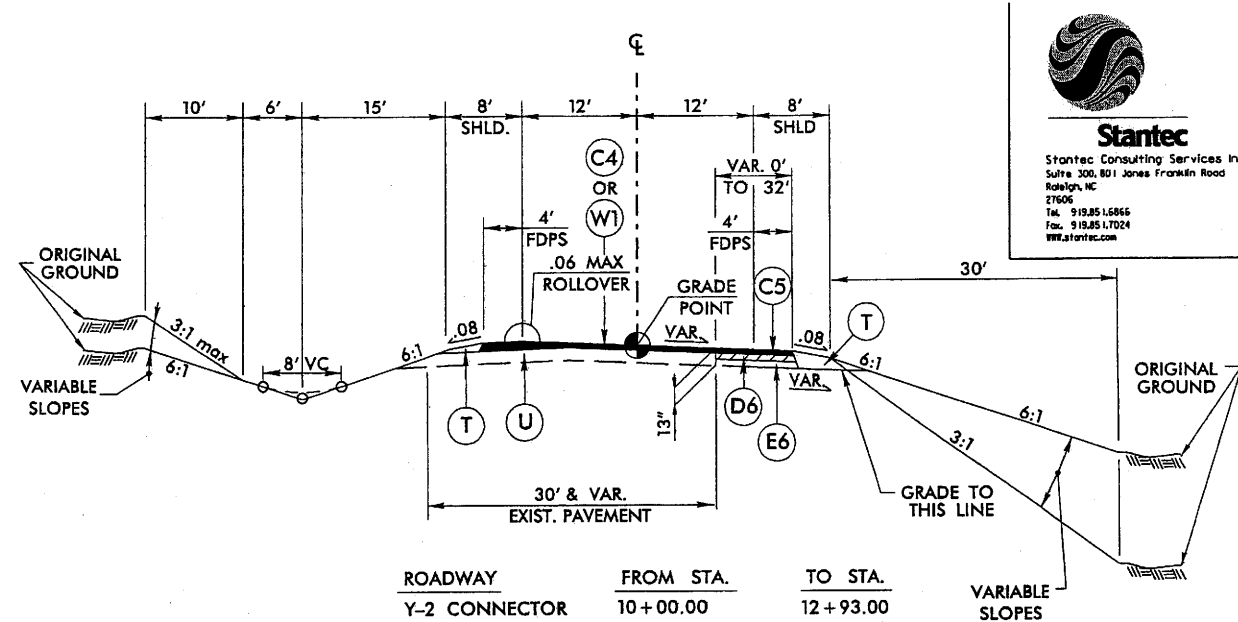 ℄
10'
6'
15'
8'
SHLD.
12'
12'
8'
SHLD
C4
OR
W1
VAR. 0'
TO 32'
4'
FDPS
4'
FDPS
.06 MAX
ROLLOVER
GRADE
POINT
C5
30'
ORIGINAL
GROUND
3:1 max
6:1
8' VC
6:1
.08
VAR.
.08
T
6:1
VAR.
VARIABLE
SLOPES
T
U
13"
D6
E6
6:1
3:1
ORIGINAL
GROUND
30' & VAR.
EXIST. PAVEMENT
GRADE TO
THIS LINE
VARIABLE
SLOPES
ROADWAY
FROM STA.
TO STA.
Y-2 CONNECTOR
10+00.00
12+93.00
Stantec
Stantec Consulting Services In
Suite 300, 801 Jones Franklin Road
Raleigh, NC
27606
Tel. 919.851.6866
Fax. 919.851.7024
www.stantec.com